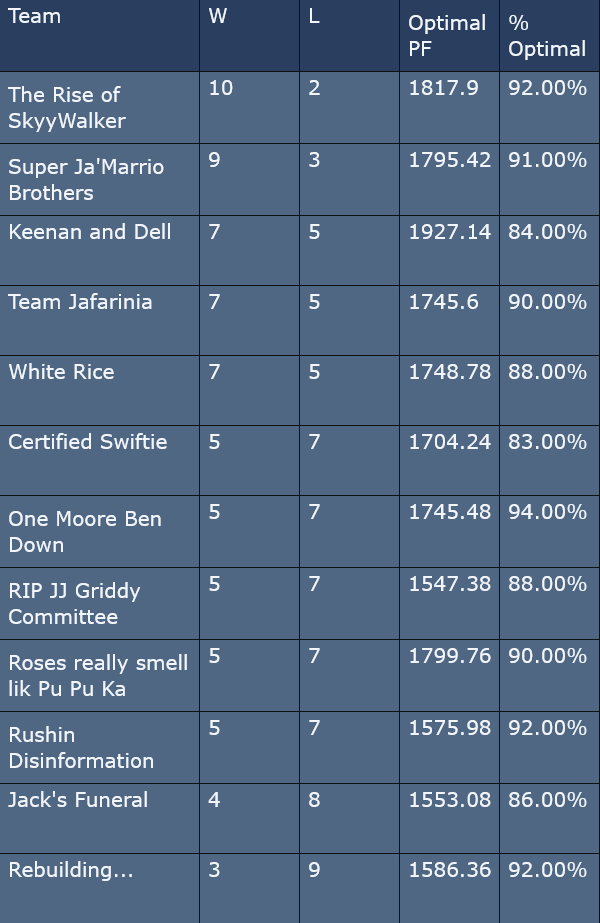 Team W L Optimal PF % Optimal
The Rise of SkyyWalker 10 2 1817.9 92.00%
Super Ja'Marrio Brothers 9 3 1795.42 91.00%
Keenan and Dell 7 5 1927.14 84.00%
Team Jafarinia 7 5 1745.6 90.00%
White Rice 7 5 1748.78 88.00%
Certified Swiftie 5 7 1704.24 83.00%
One Moore Ben Down 5 7 1745.48 94.00%
RIP JJ Griddy Committee 5 7 1547.38 88.00%
Roses really smell lik Pu Pu Ka 5 7 1799.76 90.00%
Rushin Disinformation 5 7 1575.98 92.00%
Jack's Funeral 4 8 1553.08 86.00%
Rebuilding... 3 9 1586.36 92.00%